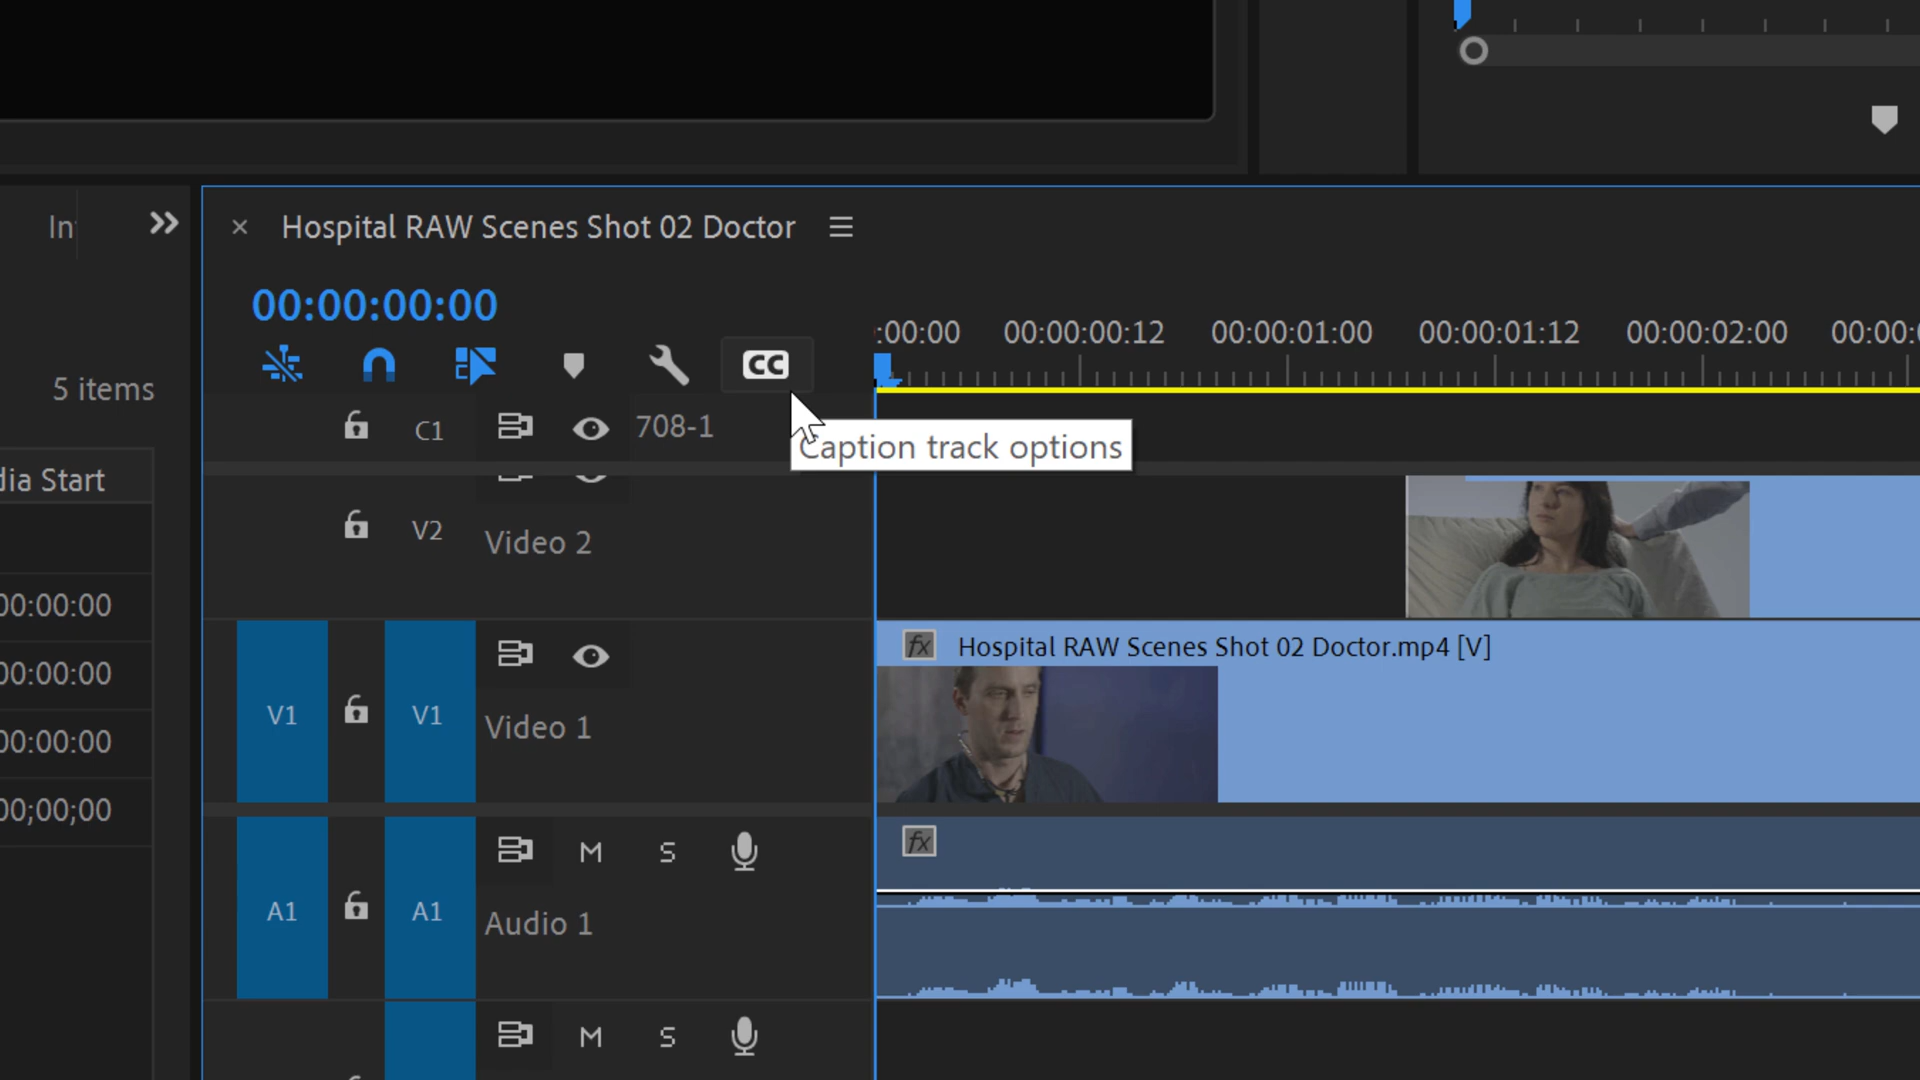 Hospital RAW Scenes Shot 02 Doctor
00:00:00:00
:00:00 00:00:00:12 00:00:01:00 00:00:01:12 00:00:02:00
CC
5 items
C1 708-1
Caption track options
dia Start
V2 Video 2
00:00:00
fx Hospital RAW Scenes Shot 02 Doctor.mp4 [V]
00:00:00
V1 V1 Video 1
00:00:00
00;00;00
fx
M S
A1 A1 Audio 1
M S